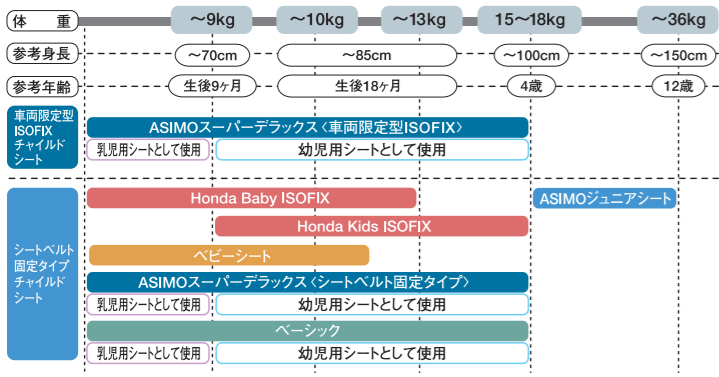 体 重 ～9kg ～10kg ～13kg 15～18kg ～36kg
参考身長 ～70cm ～85cm ～100cm ～150cm
参考年齢 生後9ヶ月 生後18ヶ月 4歳 12歳
車両限定型
ISOFIX
チャイルド
シート
ASIMOスーパーデラックス〈車両限定型ISOFIX〉
乳児用シートとして使用 幼児用シートとして使用
シートベルト
固定タイプ
チャイルド
シート
Honda Baby ISOFIX ASIMOジュニアシート
Honda Kids ISOFIX
ベビーシート
ASIMOスーパーデラックス〈シートベルト固定タイプ〉
乳児用シートとして使用 幼児用シートとして使用
ベーシック
乳児用シートとして使用 幼児用シートとして使用